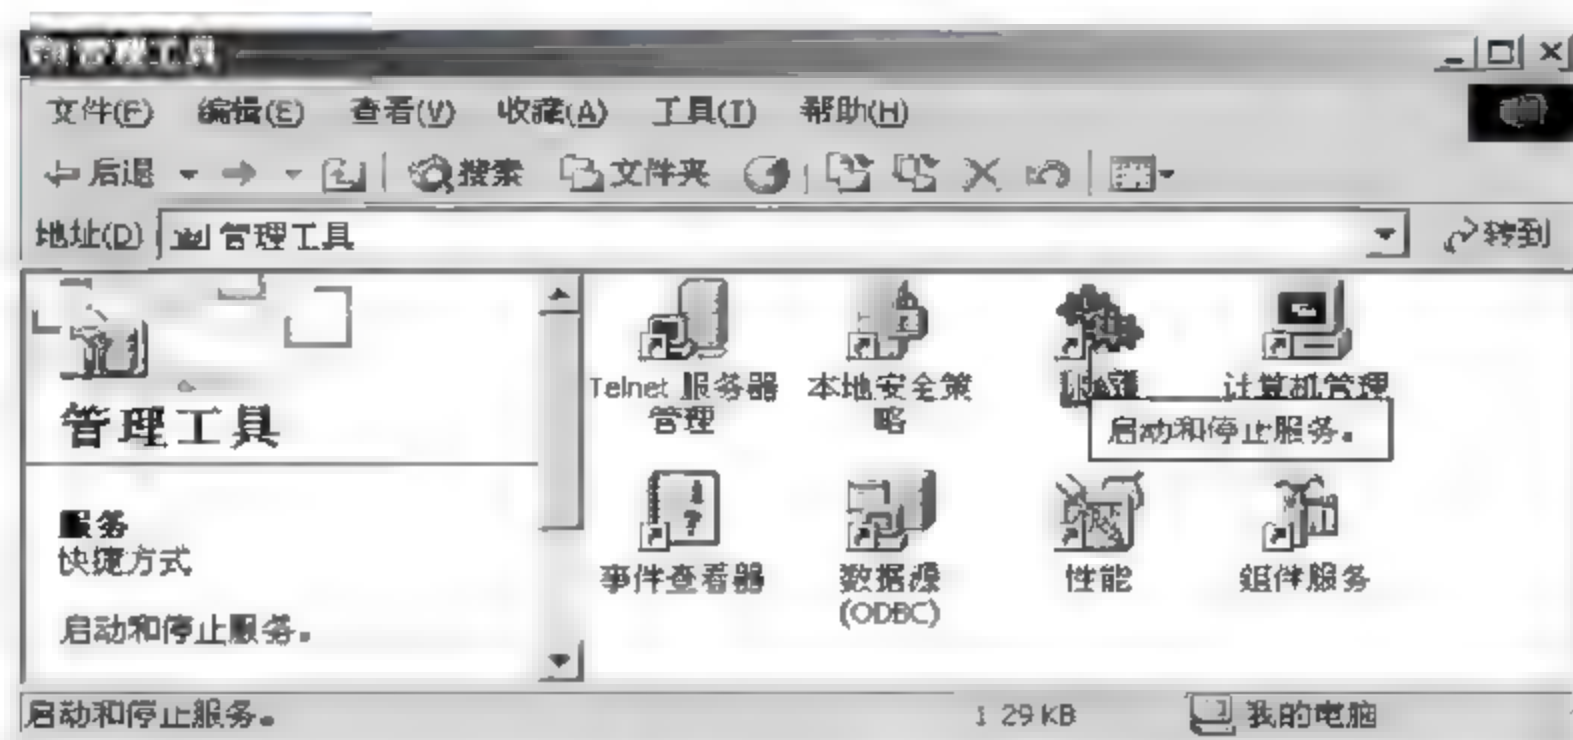 管理工具
文件(F) 编辑(E) 查看(V) 收藏(A) 工具(T) 帮助(H)
后退 搜索 文件夹
地址(D) 管理工具 转到
管理工具
服务
快捷方式
启动和停止服务。
Telnet 服务器
管理
本地安全策
略
服务
计算机管理
启动和停止服务。
事件查看器
数据源
(ODBC)
性能
组件服务
启动和停止服务。 1 29 KB 我的电脑